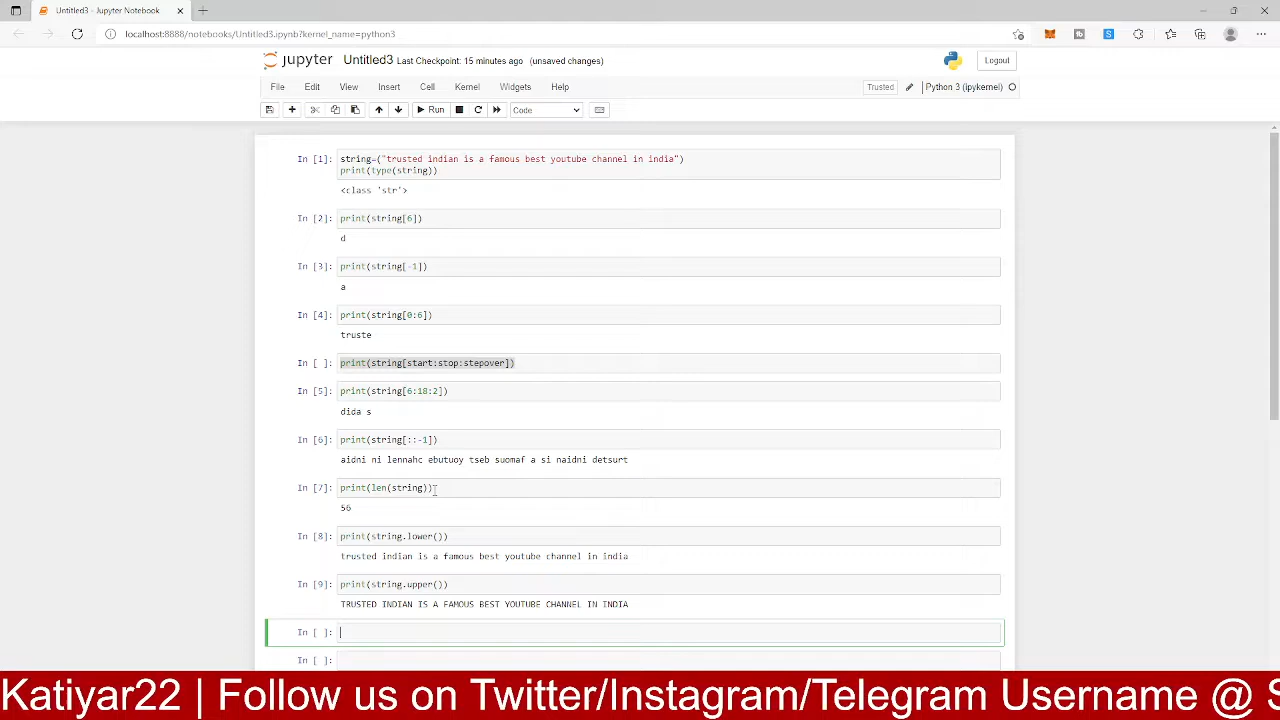 Untitled3 - Jupyter Notebook
localhost:8888/notebooks/Untitled3.ipynb?kernel_name=python3
jupyter Untitled3 Last Checkpoint: 15 minutes ago (unsaved changes) Logout
File Edit View Insert Cell Kernel Widgets Help Trusted Python 3 (ipykernel)
Run Code
In [1]: string=("trusted indian is a famous best youtube channel in india")
print(type(string))
<class 'str'>
In [2]: print(string[6])
d
In [3]: print(string[-1])
a
In [4]: print(string[0:6])
truste
In [ ]: print(string[start:stop:stepover])
In [5]: print(string[6:18:2])
dida s
In [6]: print(string[::-1])
aidni ni lennahc ebutuoy tseb suomaf a si naidni detsurt
In [7]: print(len(string))
56
In [8]: print(string.lower())
trusted indian is a famous best youtube channel in india
In [9]: print(string.upper())
TRUSTED INDIAN IS A FAMOUS BEST YOUTUBE CHANNEL IN INDIA
In [ ]:
In [ ]:
Katiyar22 | Follow us on Twitter/Instagram/Telegram Username @ S